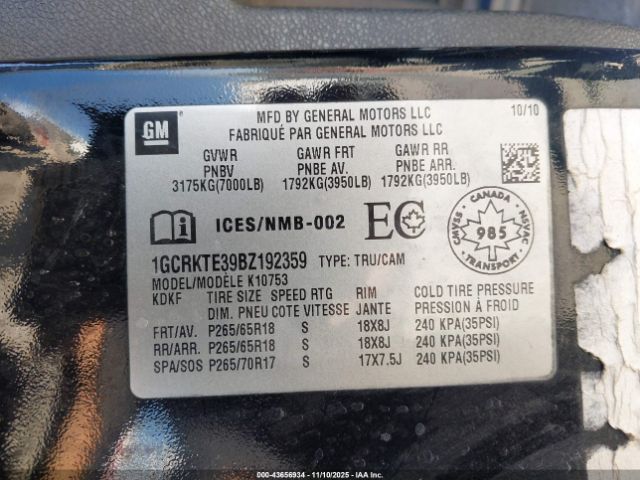 GM
MFD BY GENERAL MOTORS LLC 10/10
FABRIQUÉ PAR GENERAL MOTORS LLC
GVWR GAWR FRT GAWR RR
PNBV PNBE AV. PNBE ARR.
3175KG(7000LB) 1792KG(3950LB) 1792KG(3950LB)
i ICES/NMB-002 EC
CANADA
CMVSS 985 NSVAC
1GCRKTE39BZ192359 TYPE: TRU/CAM
MODEL/MODÈLE K10753
KDKF TIRE SIZE SPEED RTG RIM COLD TIRE PRESSURE
DIM. PNEU COTE VITESSE JANTE PRESSION À FROID
FRT/AV. P265/65R18 S 18X8J 240 KPA(35PSI)
RR/ARR. P265/65R18 S 18X8J 240 KPA(35PSI)
SPA/SOS P265/70R17 S 17X7.5J 240 KPA(35PSI)
000-43656934 - 11/10/2025 - IAA Inc.